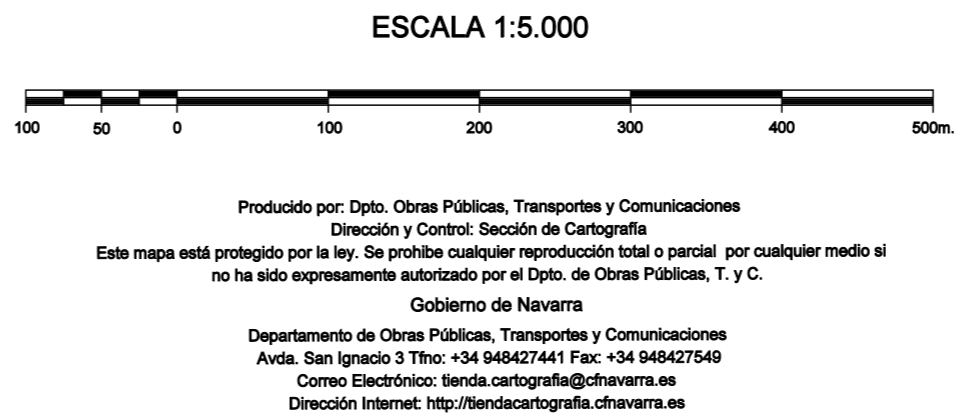 ESCALA 1:5.000
100 50 0 100 200 300 400 500m.
Producido por: Dpto. Obras Públicas, Transportes y Comunicaciones
Dirección y Control: Sección de Cartografía
Este mapa está protegido por la ley. Se prohibe cualquier reproducción total o parcial por cualquier medio si
no ha sido expresamente autorizado por el Dpto. de Obras Públicas, T. y C.
Gobierno de Navarra
Departamento de Obras Públicas, Transportes y Comunicaciones
Avda. San Ignacio 3 Tfno: +34 948427441 Fax: +34 948427549
Correo Electrónico: tienda.cartografia@cfnavarra.es
Dirección Internet: http://tiendacartografia.cfnavarra.es